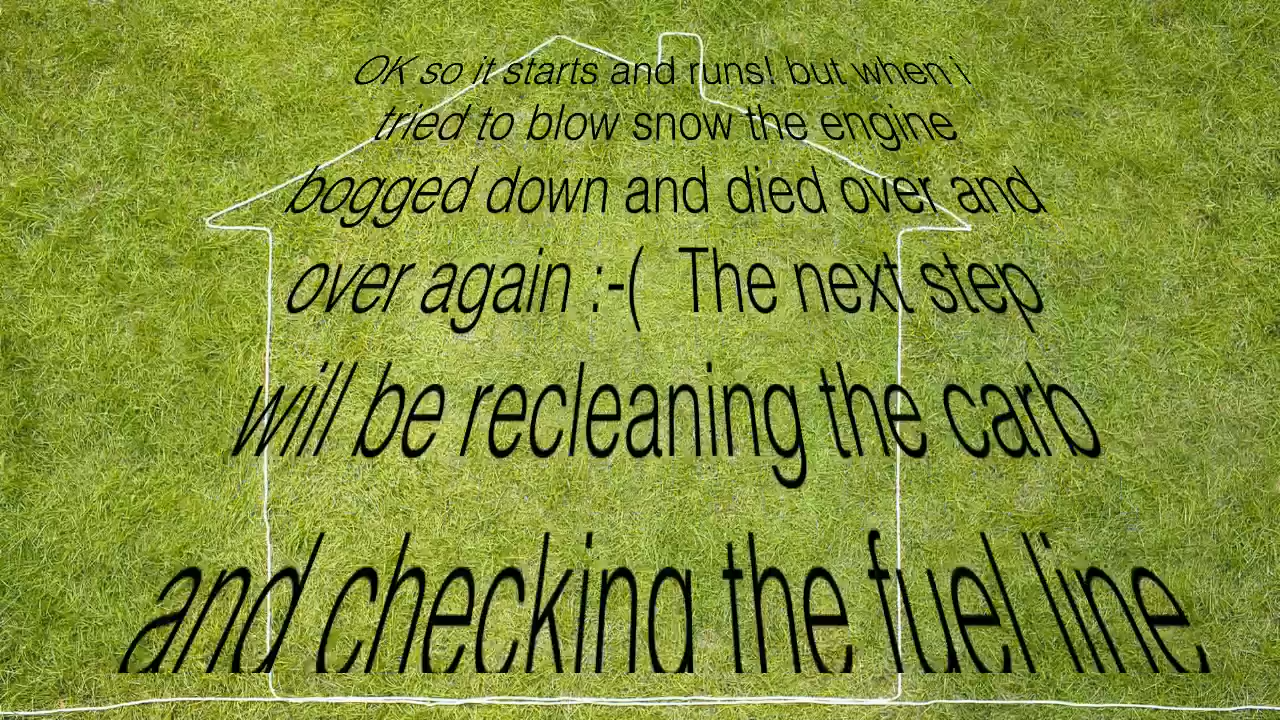 OK so it starts and runs! but when i
tried to blow snow the engine
bogged down and died over and
over again :-( The next step
will be recleaning the carb
and checking the fuel line